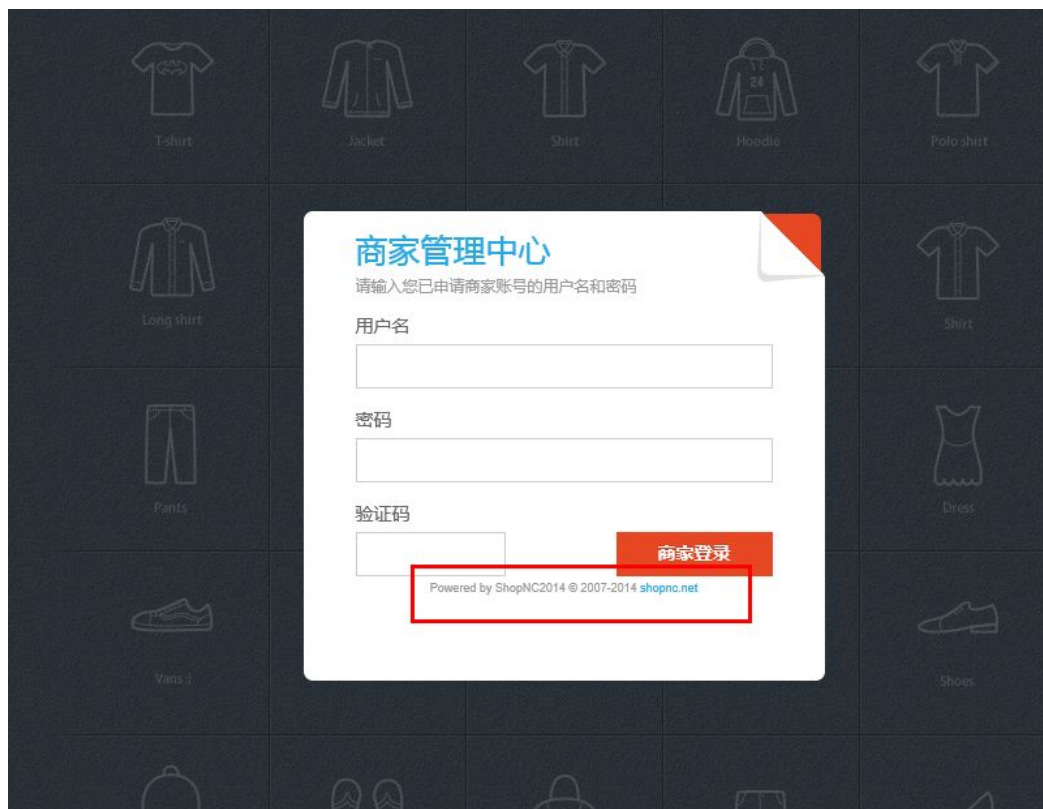 T-shirt
Jacket
Shirt
Hoodie
24
Polo shirt
Long shirt
Shirt
商家管理中心
请输入您已申请商家账号的用户名和密码
用户名
密码
Pants
Dress
验证码
商家登录
Powered by ShopNC2014 © 2007-2014 shopnc.net
Vans :)
Shoes